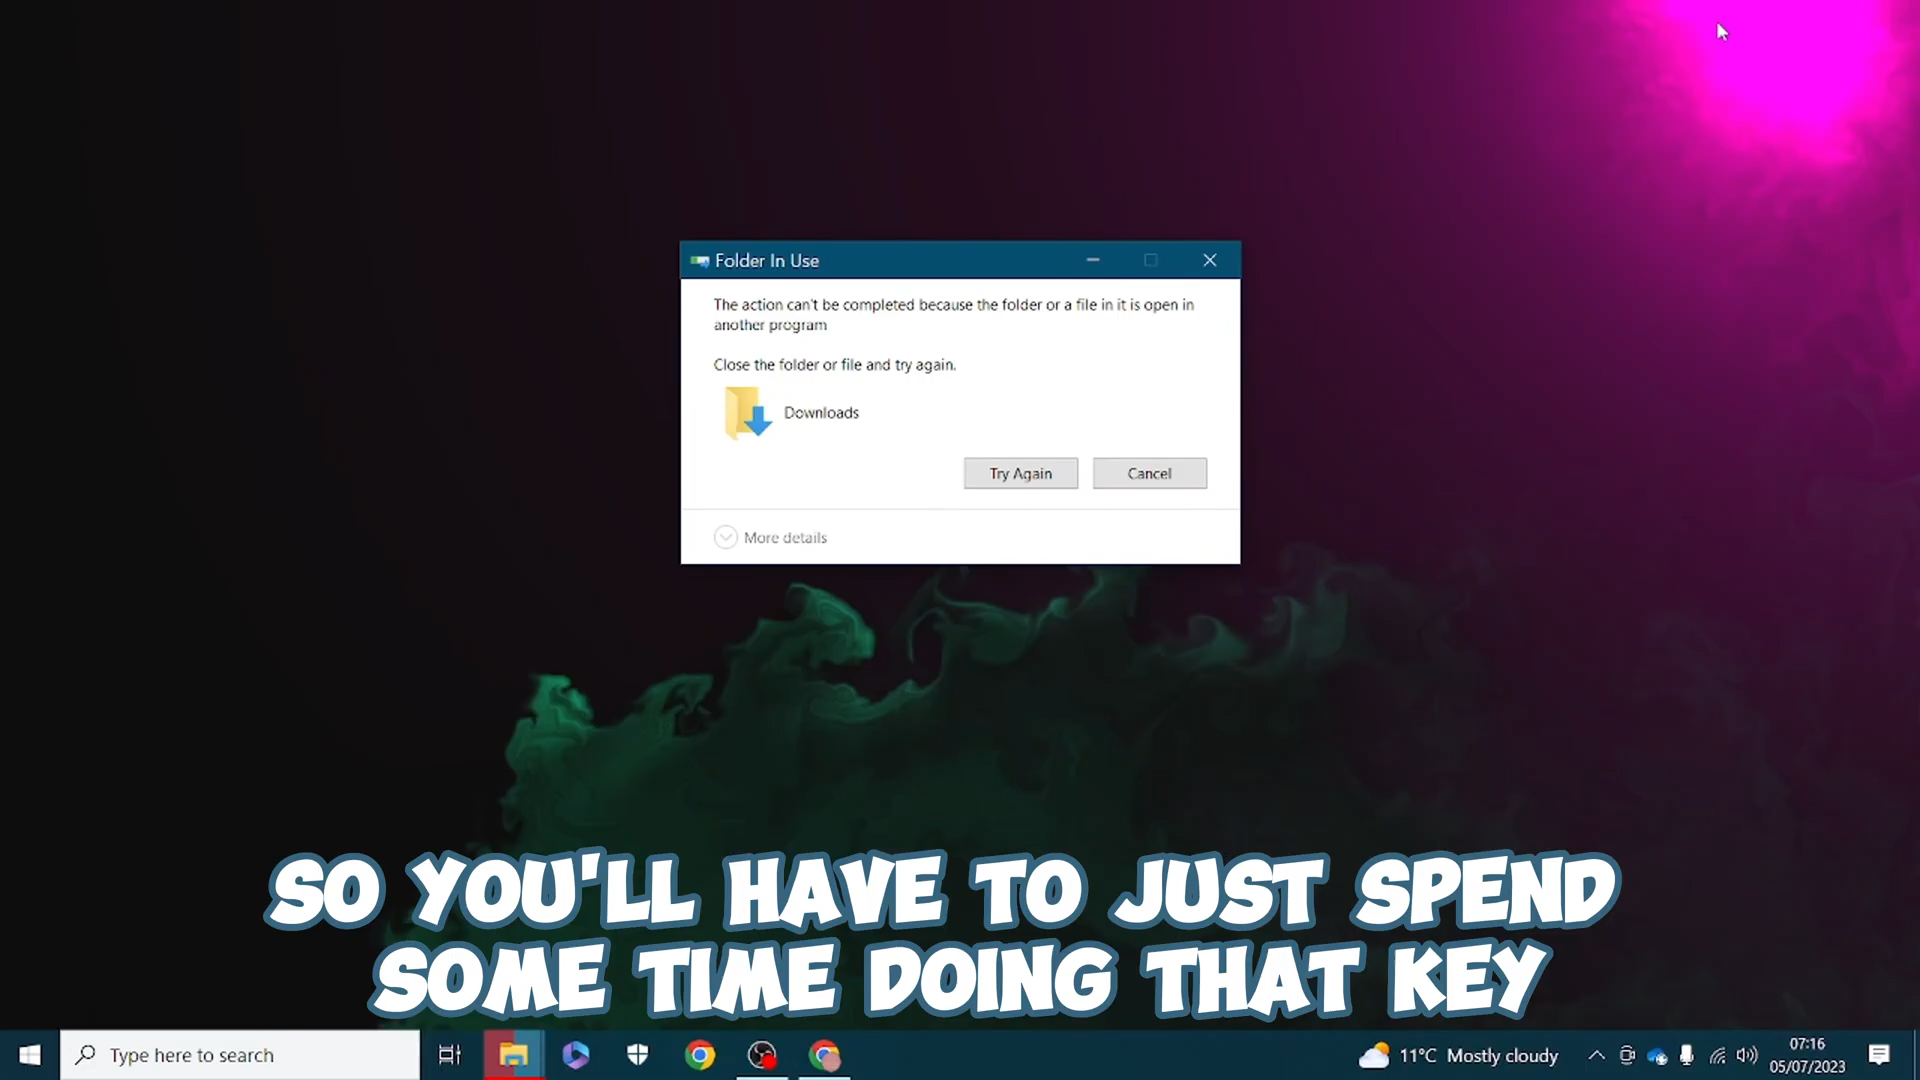 Folder In Use
The action can't be completed because the folder or a file in it is open in
another program
Close the folder or file and try again.
Downloads
Try Again
Cancel
More details
SO YOU'LL HAVE TO JUST SPEND
SOME TIME DOING THAT KEY
Type here to search
11°C Mostly cloudy
07:16
05/07/2023